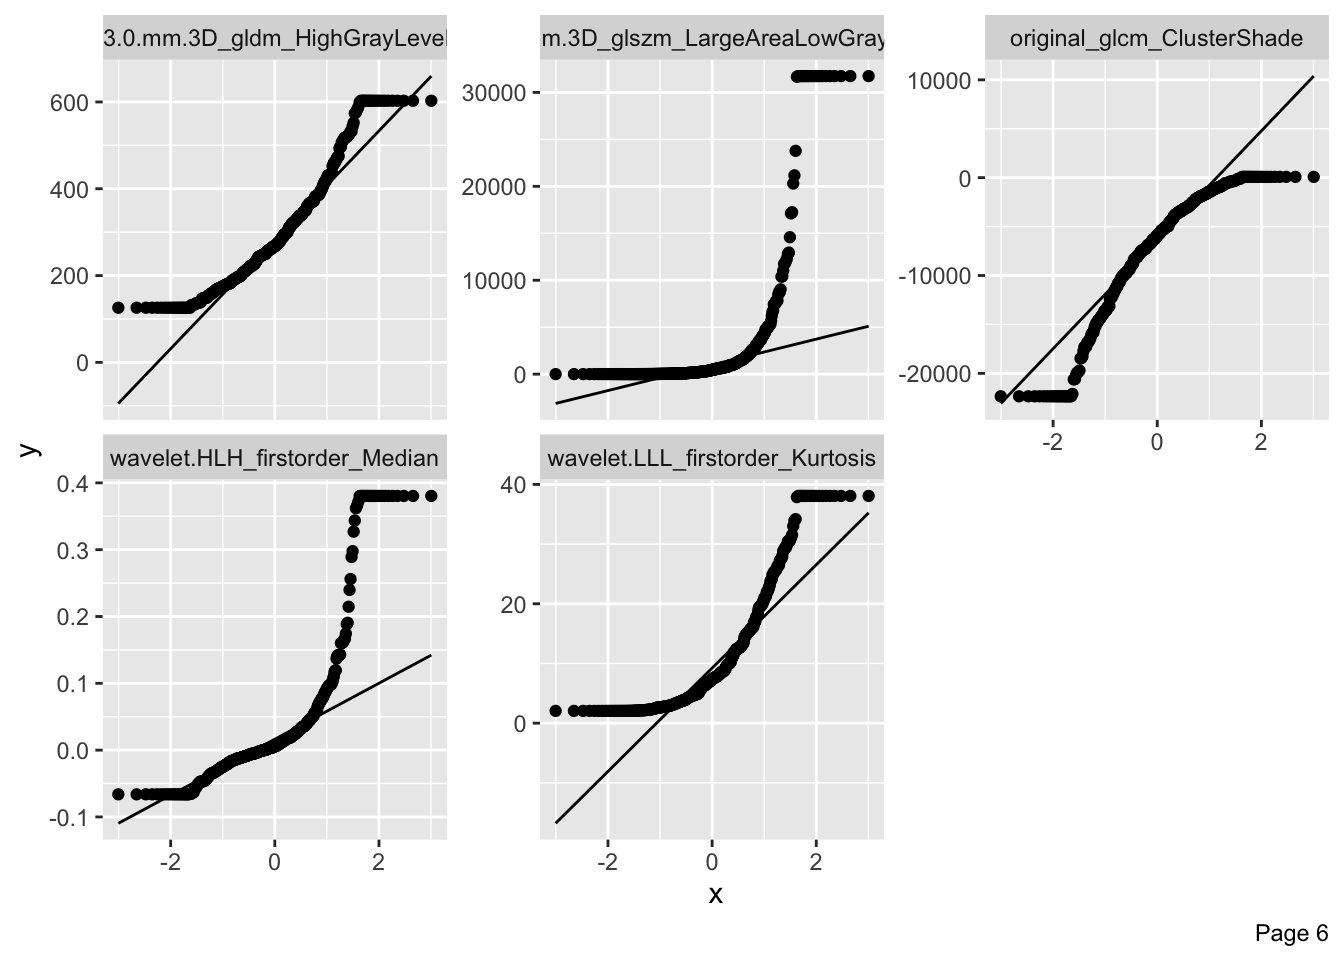 3.0.mm.3D_gldm_HighGrayLevel
m.3D_glszm_LargeAreaLowGray
original_glcm_ClusterShade
600
400
200
0
30000
20000
10000
0
10000
0
-10000
-20000
-2 0 2
y
wavelet.HLH_firstorder_Median
wavelet.LLL_firstorder_Kurtosis
0.4
0.3
0.2
0.1
0.0
-0.1
40
20
0
-2 0 2
-2 0 2
x
Page 6